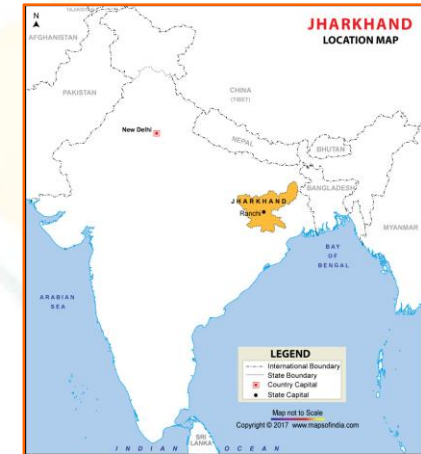 JHARKHAND
LOCATION MAP
N
AFGHANISTAN
PAKISTAN
CHINA
New Delhi
NEPAL
BHUTAN
BANGLADESH
JHARKHAND
Ranchi
MYANMAR
BAY
OF
BENGAL
ARABIAN
SEA
LEGEND
International Boundary
State Boundary
Country Capital
State Capital
Map not to Scale
Copyright © 2017 www.mapsofindia.com
SRI
LANKA
INDIAN OCEAN